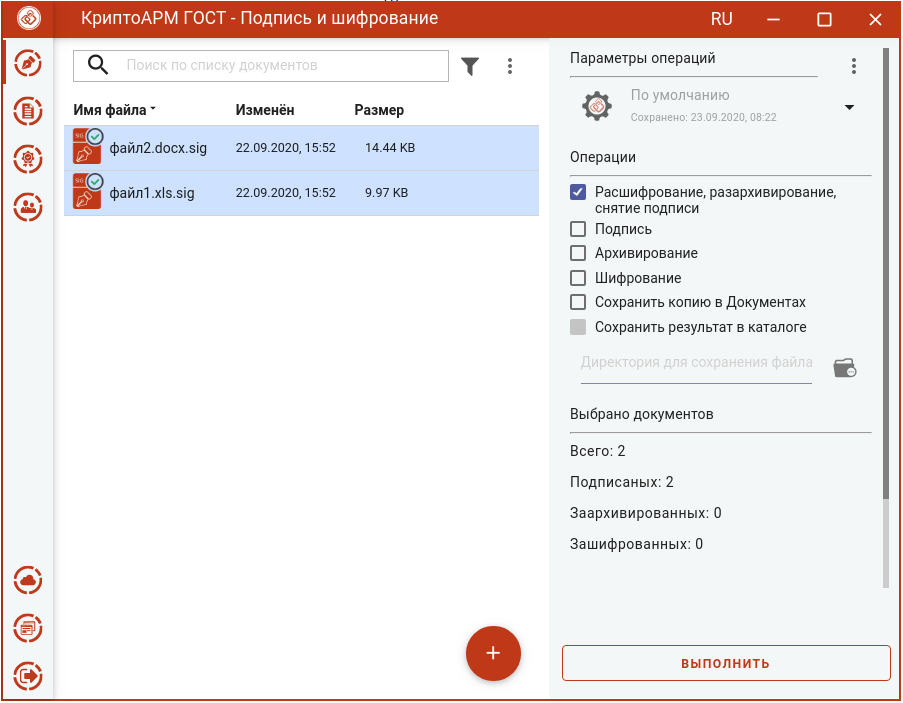 КриптоАРМ ГОСТ - Подпись и шифрование
RU
Поиск по списку документов
Имя файла
Изменён
Размер
SIG
файл2.docx.sig
22.09.2020, 15:52
14.44 KB
SIG
файл1.xls.sig
22.09.2020, 15:52
9.97 KB
Параметры операций
По умолчанию
Сохранено: 23.09.2020, 08:22
Операции
Расшифрование, разархивирование,
снятие подписи
Подпись
Архивирование
Шифрование
Сохранить копию в Документах
Сохранить результат в каталоге
Директория для сохранения файла
Выбрано документов
Всего: 2
Подписаных: 2
Заархивированных: 0
Зашифрованных: 0
ВЫПОЛНИТЬ